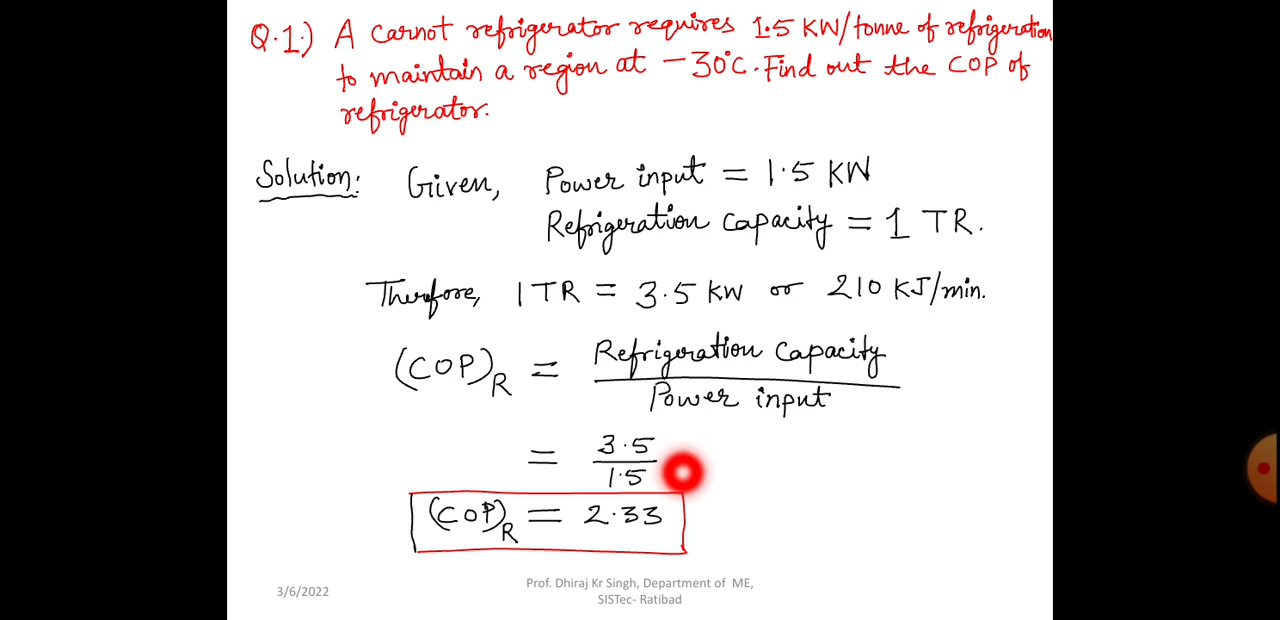 Q.1.) A carnot refrigerator requires 1.5 KW/tonne of refrigeration
to maintain a region at -30°C. Find out the COP of
refrigerator.
Solution: Given, Power input = 1.5 KW
Refrigeration capacity = 1 TR.
Therefore, 1TR = 3.5 KW or 210 KJ/min.
(COP)R = Refrigeration capacity
Power input
= 3.5
1.5
(COP)R = 2.33
3/6/2022
Prof. Dhiraj Kr Singh, Department of ME,
SISTec- Ratibad